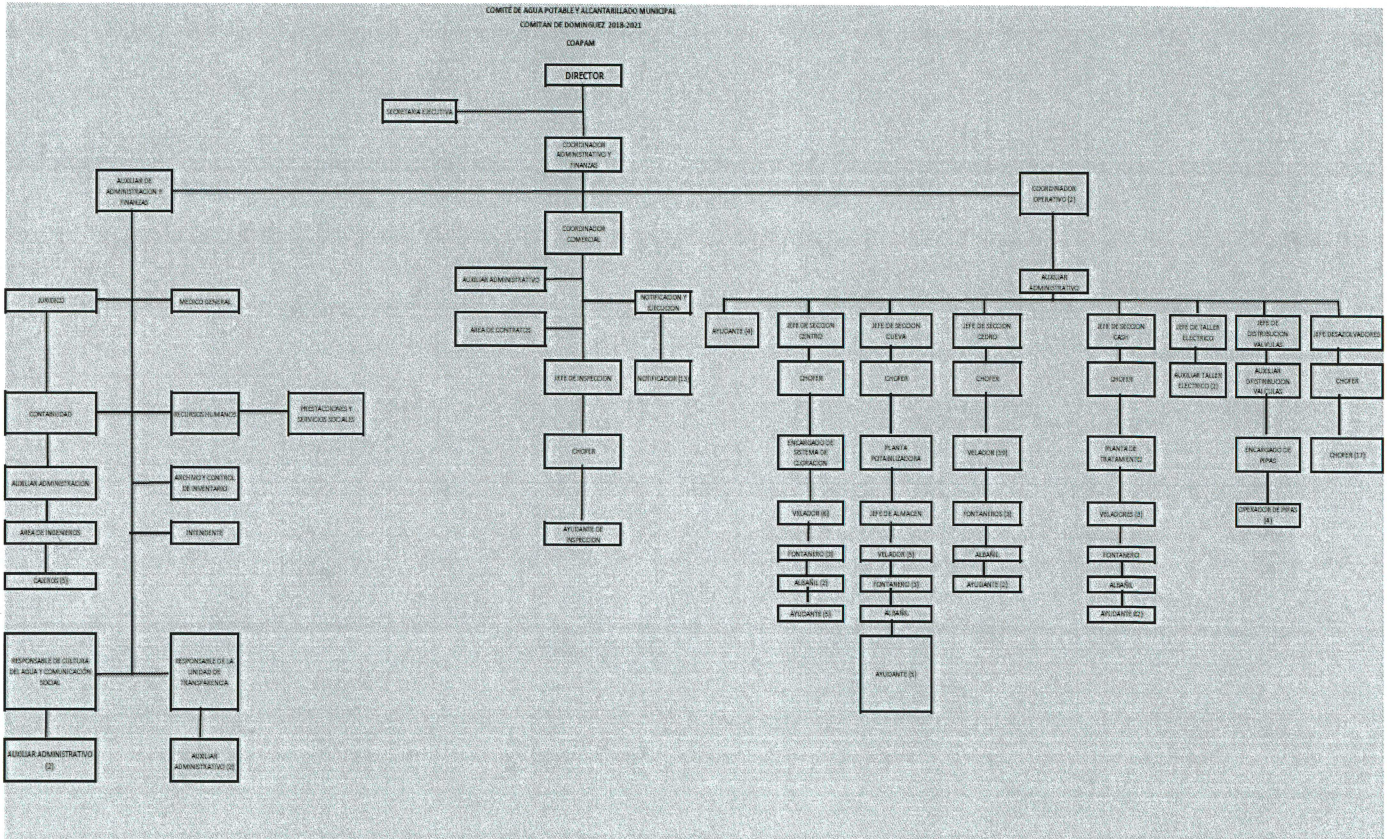 COMITÉ DE AGUA POTABLE Y ALCANTARILLADO MUNICIPAL
COMITAN DE DOMINGUEZ 2018-2021
COAPAM
DIRECTOR
SECRETARIA EJECUTIVA
COORDINADOR
ADMINISTRATIVO Y
FINANZAS
AUXILIAR DE
ADMINISTRACION Y
FINANZAS
COORDINADOR
OPERATIVO (2)
COORDINADOR
COMERCIAL
AUXILIAR ADMINISTRATIVO
AREA DE CONTRATOS
NOTIFICACION Y
EJECUCION
NOTIFICADOR (13)
JEFE DE INSPECCION
CHOFER
AYUDANTE DE
INSPECCION
JURIDICO
MEDICO GENERAL
CONTABILIDAD
RECURSOS HUMANOS
PRESTACCIONES Y
SERVICIOS SOCIALES
AUXILIAR ADMINISTRACION
ARCHIVO Y CONTROL
DE INVENTARIO
AREA DE INGENIEROS
INTENDENTE
CAJEROS (5)
RESPONSABLE DE CULTURA
DEL AGUA Y COMUNICACIÓN
SOCIAL
RESPONSABLE DE LA
UNIDAD DE
TRANSPARENCIA
AUXILIAR ADMINISTRATIVO
(2)
AUXILIAR
ADMINISTRATIVO
AUXILIAR
ADMINISTRATIVO
AYUDANTE (4)
JEFE DE SECCION
CENTRO
CHOFER
ENCARGADO DE
SISTEMA DE
CLORACION
VELADOR (6)
FONTANERO (3)
ALBAÑIL (2)
AYUDANTE (5)
JEFE DE SECCION
CUEVA
CHOFER
PLANTA
POTABILIZADORA
JEFE DE ALMACEN
VELADOR (5)
FONTANERO (3)
ALBAÑIL
AYUDANTE (5)
JEFE DE SECCION
CEDRO
CHOFER
VELADOR (10)
FONTANEROS (3)
ALBAÑIL
AYUDANTE (2)
JEFE DE SECCION
CASH
CHOFER
PLANTA DE
TRATAMIENTO
VELADORES (3)
FONTANERO
ALBAÑIL
AYUDANTE (2)
JEFE DE TALLER
ELECTRICO
AUXILIAR TALLER
ELECTRICO (2)
JEFE DE
DISTRIBUCION
VALVULAS
AUXILIAR
DISTRIBUCION
VALVULAS
ENCARGADO DE
PIPAS
OPERADOR DE PIPAS
(4)
JEFE DESAZOLVADORES
CHOFER
CHOFER (17)